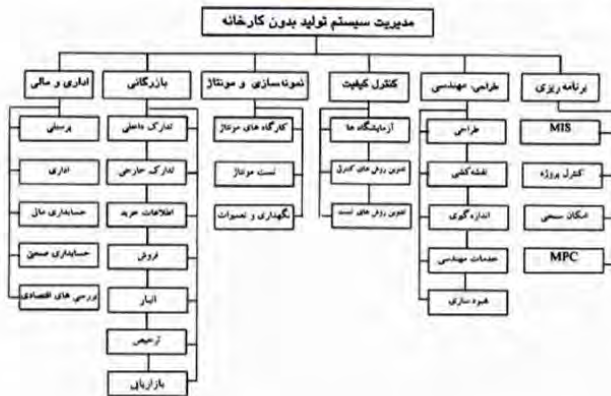 مدیریت سیستم تولید بدون کارخانه
برنامه ریزی
MIS
کنترل پروژه
امکان سنجی
MPC
طراحی، مهندسی
طراحی
نقشه کشی
اندازه گیری
خدمات مهندسی
بهبود سازی
کنترل کیفیت
آزمایشگاه ها
تدوین روش های کنترل
تدوین روش های تست
نمونه سازی و مونتاژ
کارگاه های مونتاژ
تست مونتاژ
نگهداری و تعمیرات
بازرگانی
تدارک داخلی
تدارک خارجی
اطلاعات خرید
فروش
انبار
ترخیص
بازاریابی
اداری و مالی
پرسنلی
اداری
حسابداری مالی
حسابداری صنعتی
بررسی های اقتصادی